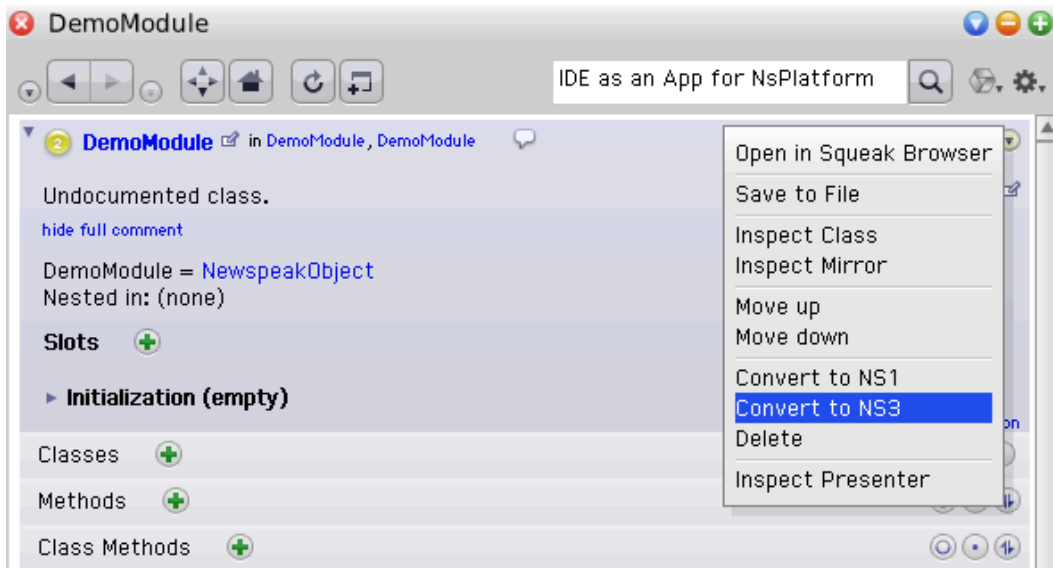 DemoModule
IDE as an App for NsPlatform
2 DemoModule in DemoModule, DemoModule
Undocumented class.
hide full comment
DemoModule = NewspeakObject
Nested in: (none)
Slots
Initialization (empty)
Classes
Methods
Class Methods
Open in Squeak Browser
Save to File
Inspect Class
Inspect Mirror
Move up
Move down
Convert to NS1
Convert to NS3
Delete
Inspect Presenter
on